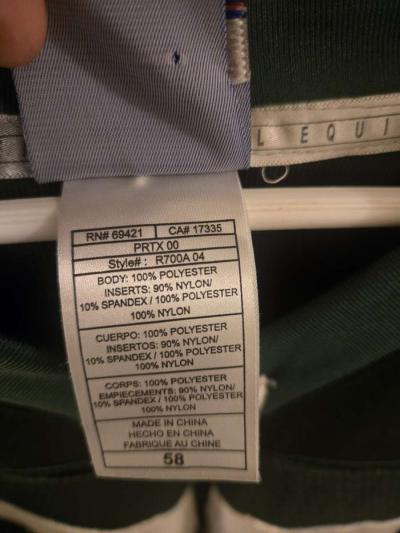 L EQUI
RN# 69421 CA# 17335
PRTX 00
Style# : R700A 04
BODY: 100% POLYESTER
INSERTS: 90% NYLON/
10% SPANDEX / 100% POLYESTER
100% NYLON
CUERPO: 100% POLYESTER
INSERTOS: 90% NYLON/
10% SPANDEX / 100% POLYESTER
100% NYLON
CORPS: 100% POLYESTER
EMPIECEMENTS: 90% NYLON/
10% SPANDEX / 100% POLYESTER
100% NYLON
MADE IN CHINA
HECHO EN CHINA
FABRIQUE AU CHINE
58